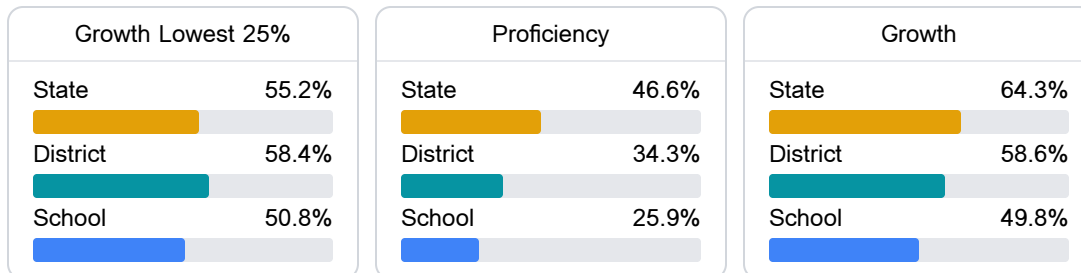 Growth Lowest 25%
State 55.2%
District 58.4%
School 50.8%
Proficiency
State 46.6%
District 34.3%
School 25.9%
Growth
State 64.3%
District 58.6%
School 49.8%